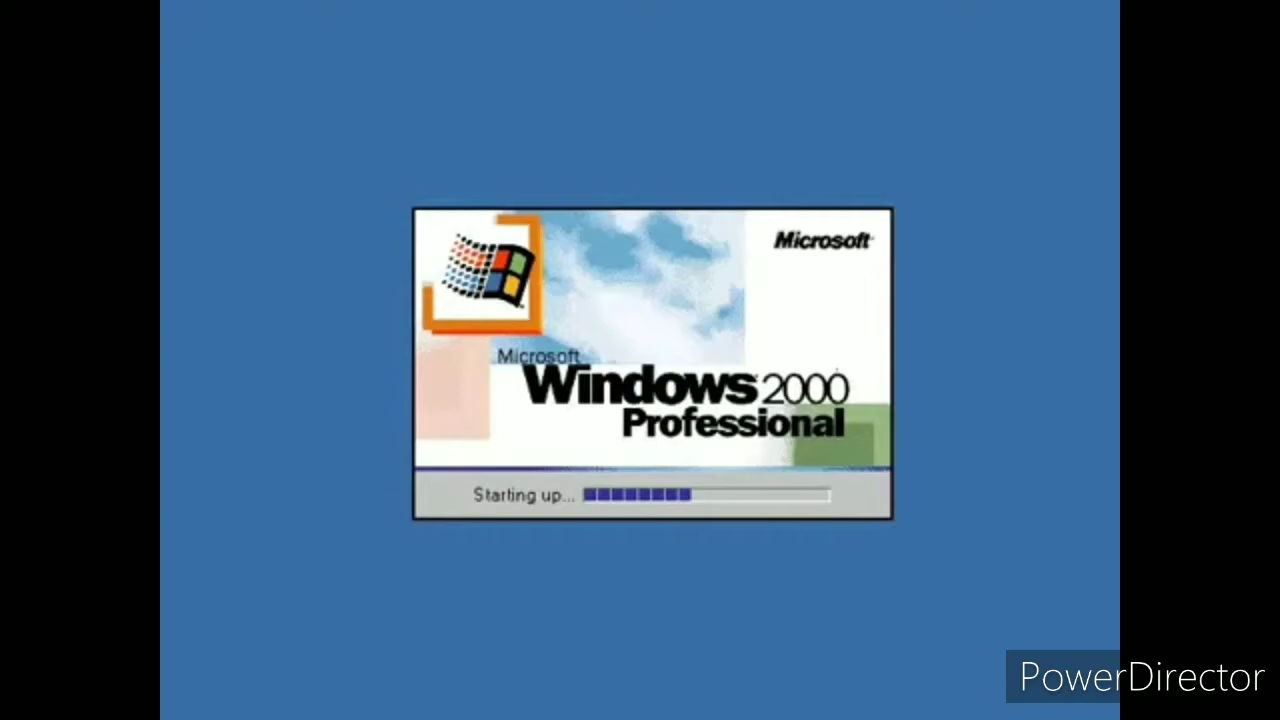 Microsoft
Microsoft
Windows 2000
Professional
Starting up...
PowerDirector